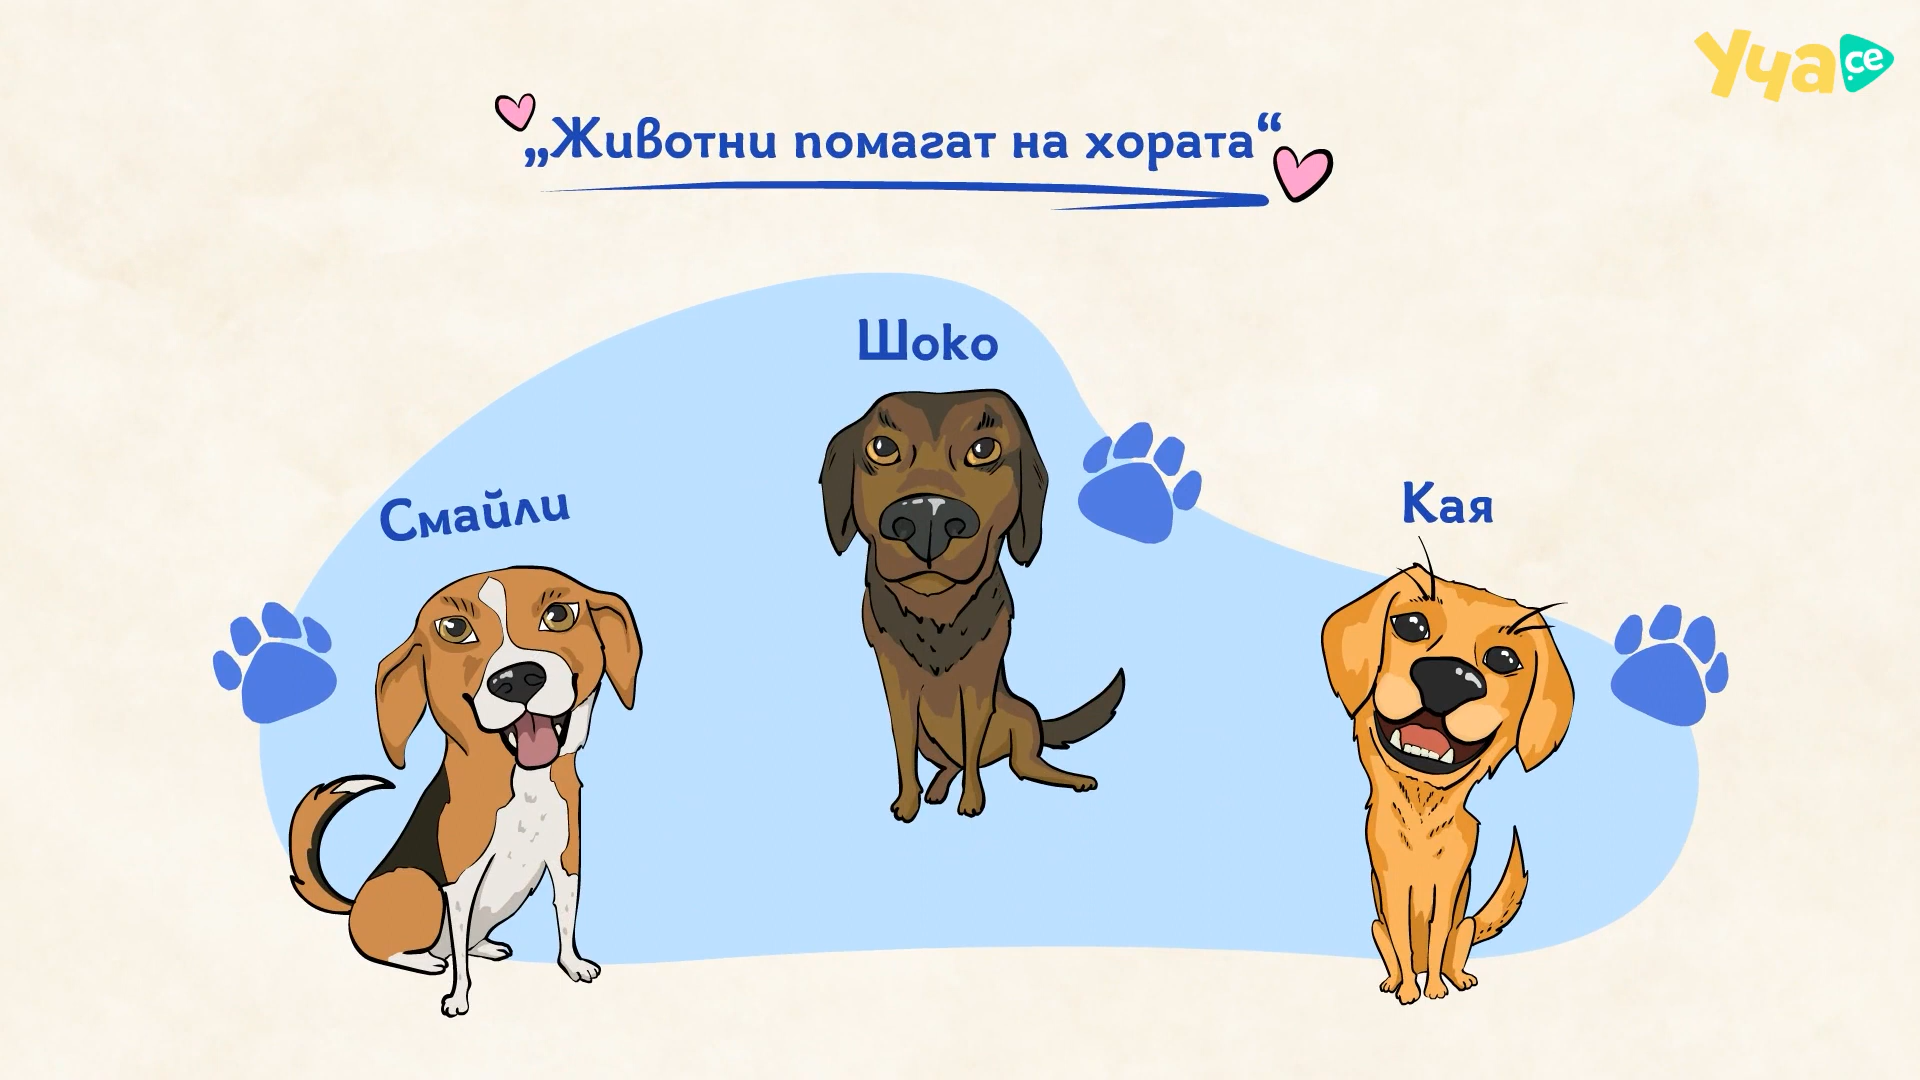 Уча.се
„Животни помагат на хората“
Шоко
Смайли
Кая